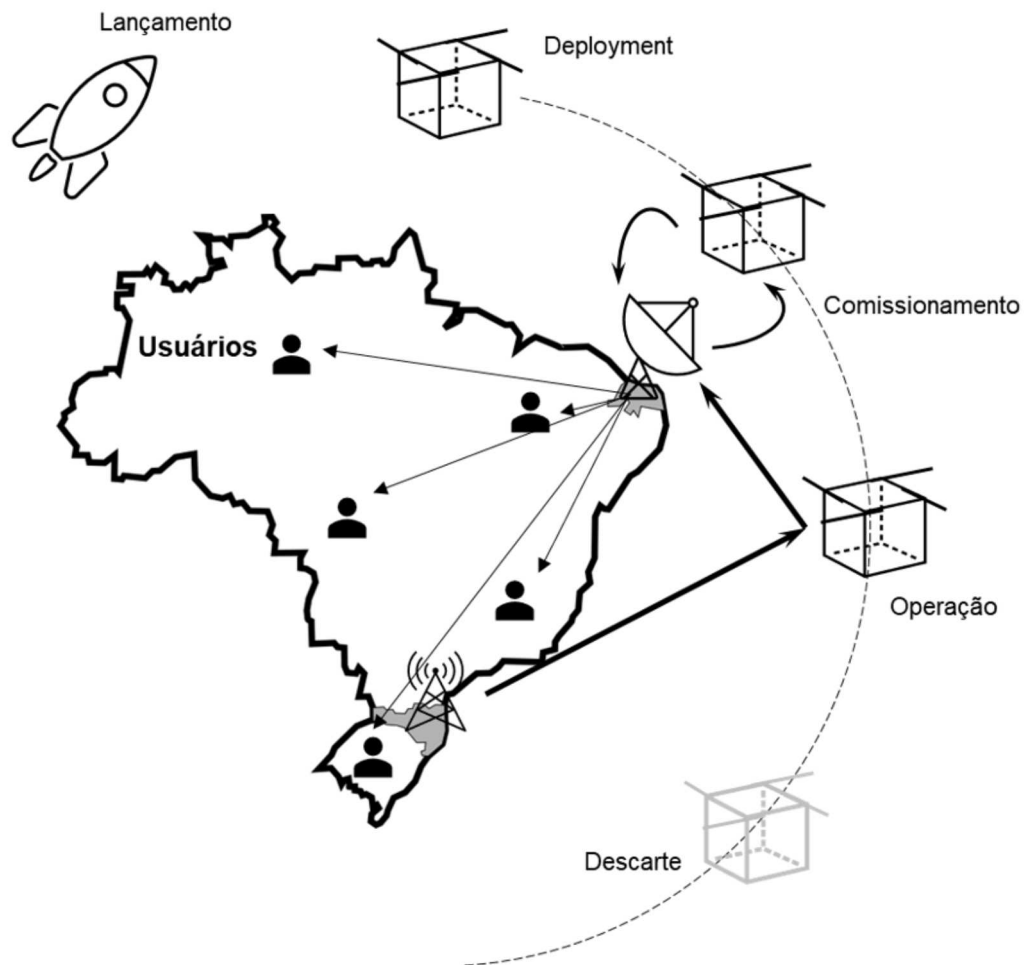 Lançamento
Deployment
Comissionamento
Usuários
Operação
Descarte